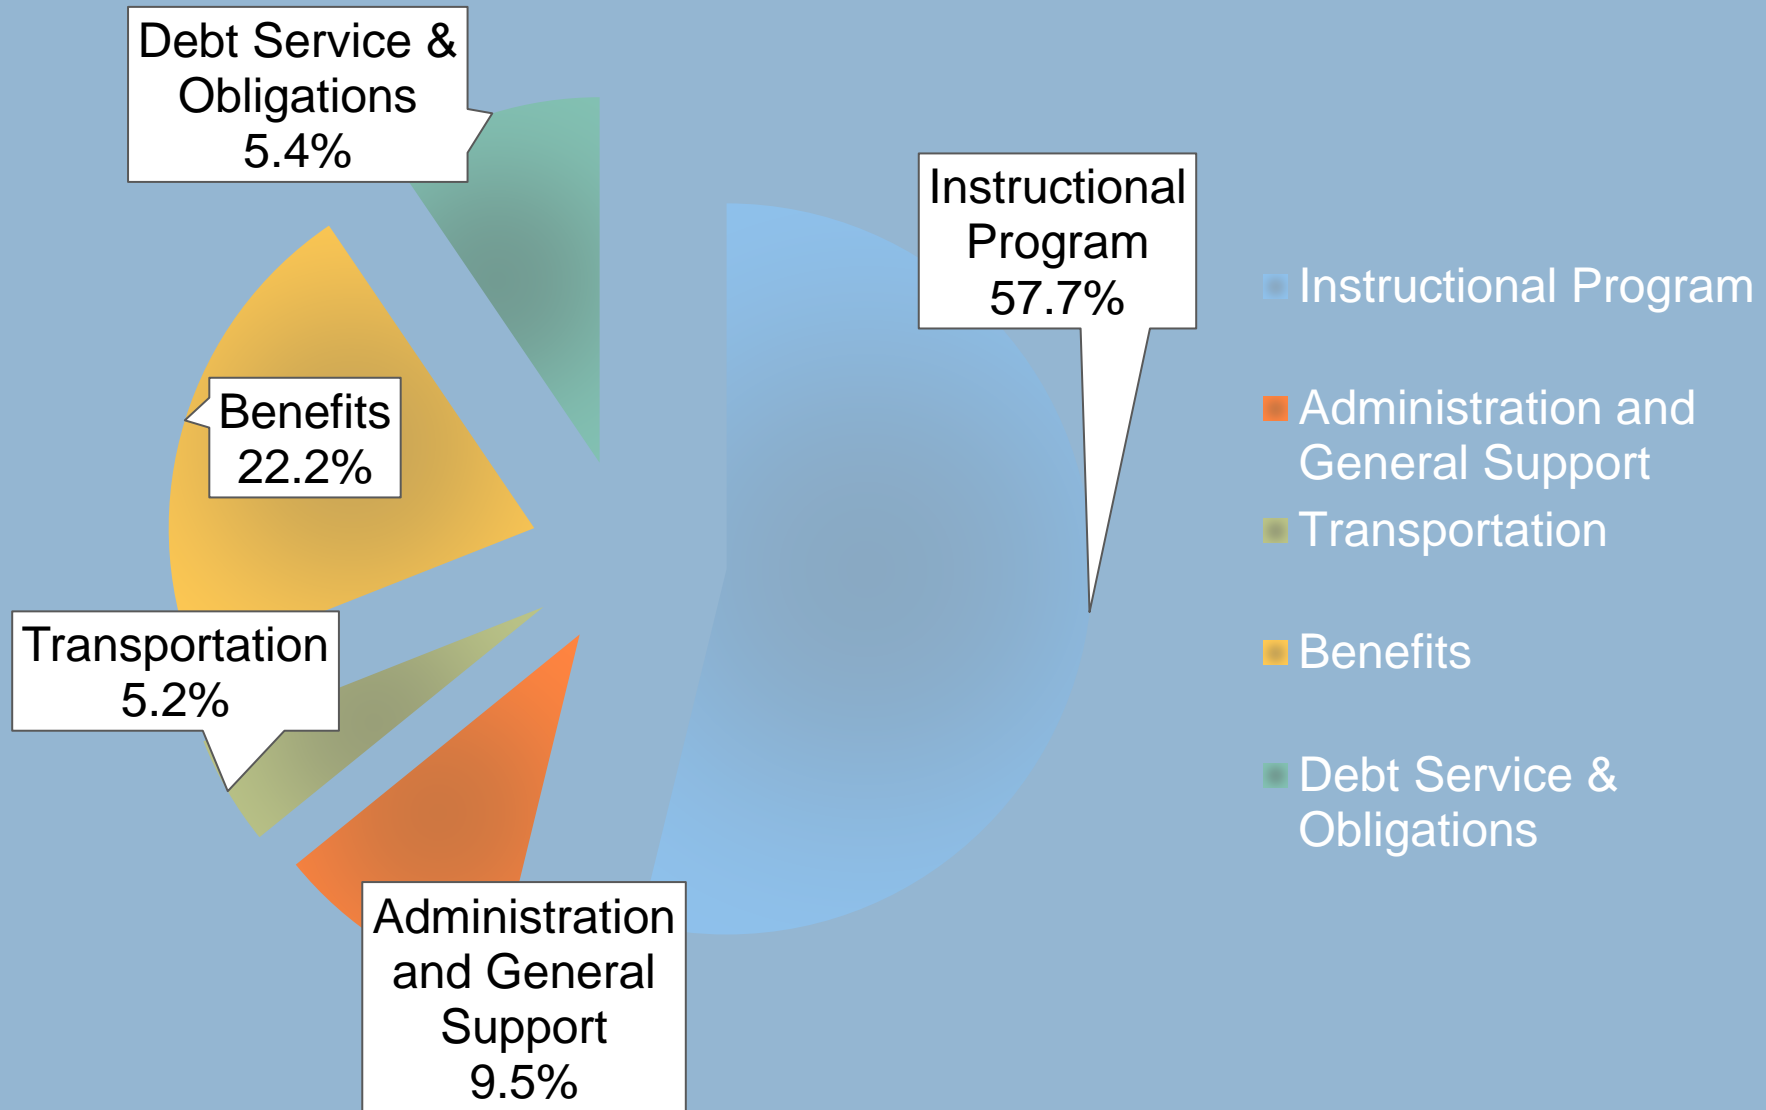 Debt Service &
Obligations
5.4%
Instructional
Program
57.7%
Benefits
22.2%
Transportation
5.2%
Administration
and General
Support
9.5%
Instructional Program
Administration and
General Support
Transportation
Benefits
Debt Service &
Obligations